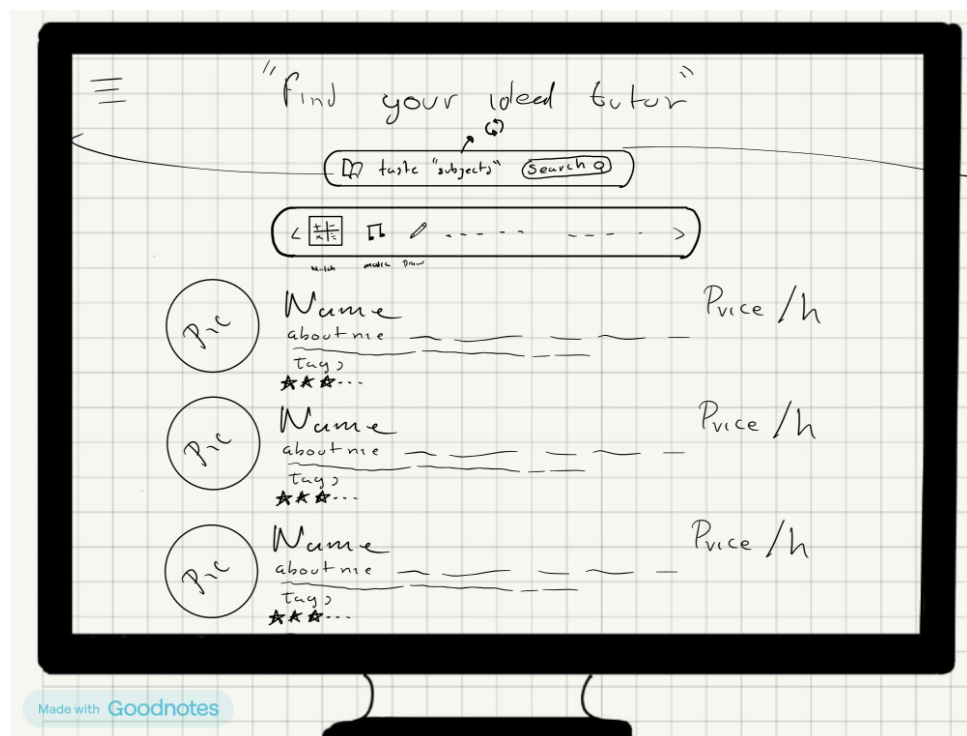 "Find your ideal tutor"
taste "subjects" Search
Math music Draw
Pic
Name
Price /h
about me
tags
Pic
Name
Price /h
about me
tags
Pic
Name
Price /h
about me
tags
Made with Goodnotes